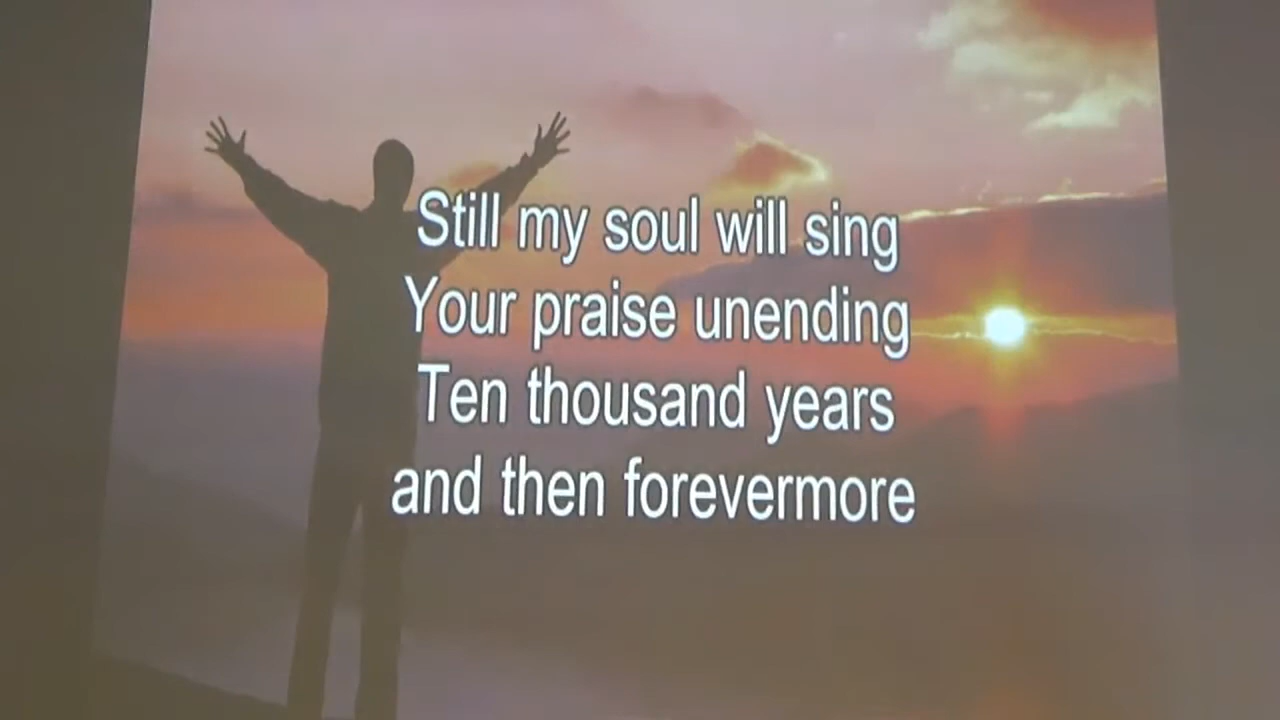 Still my soul will sing
Your praise unending
Ten thousand years
and then forevermore